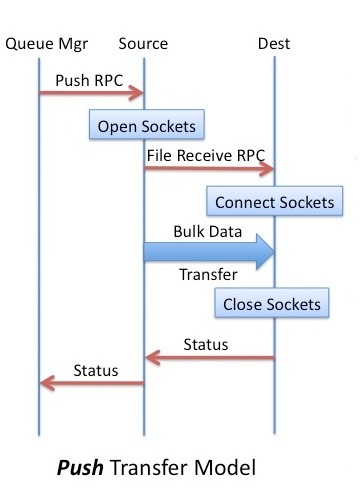 Queue Mgr Source Dest
Push RPC
Open Sockets
File Receive RPC
Connect Sockets
Bulk Data
Transfer
Close Sockets
Status
Status
Push Transfer Model